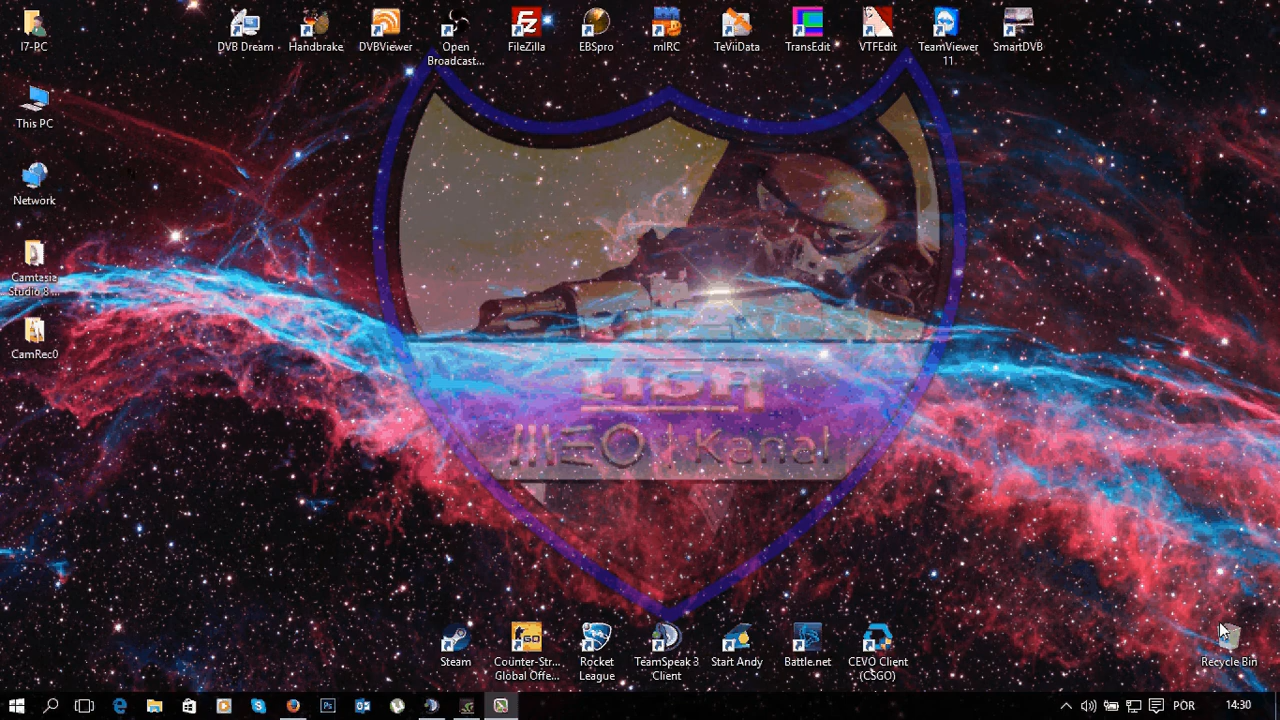 I7-PC
DVB Dream
Handbrake
DVBViewer
Open
Broadcast...
FileZilla
EBSpro
mIRC
TeViiData
TransEdit
VTFEdit
TeamViewer
11
SmartDVB
This PC
Network
Camtasia
Studio 8 ...
CamRec0
MEO | Kanal
Steam
Counter-Str...
Global Offe...
Rocket
League
TeamSpeak 3
Client
Start Andy
Battle.net
CEVO Client
(CSGO)
Recycle Bin
POR
14:30